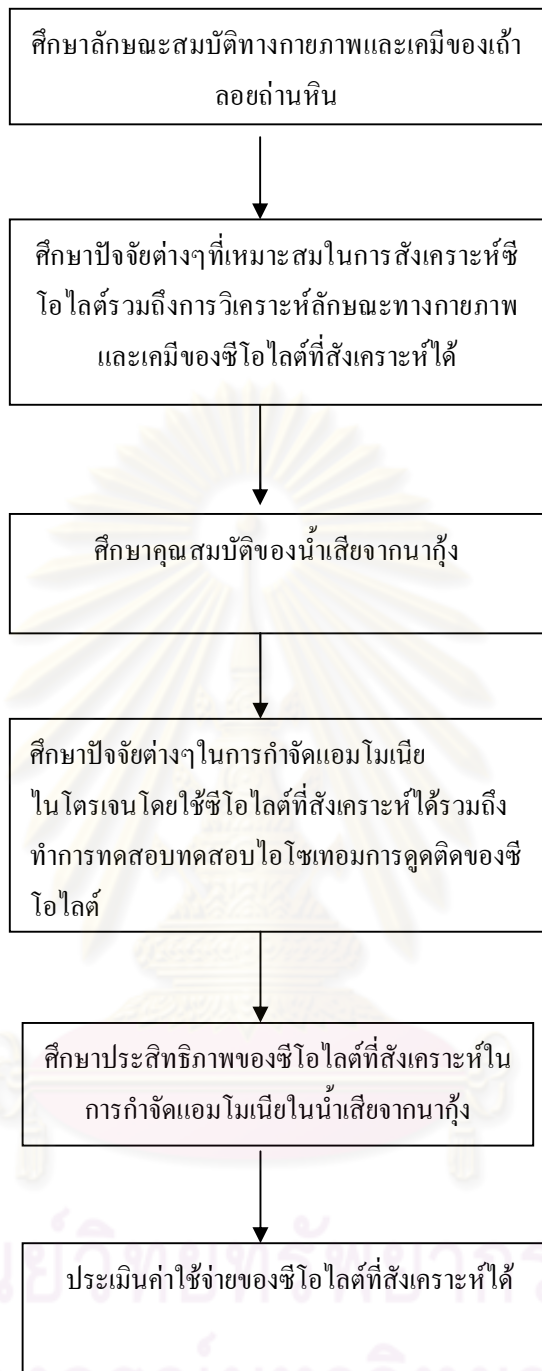 ศึกษาลักษณะสมบัติทางกายภาพและเคมีของเถ้า
ลอยถ่านหิน
ศึกษาปัจจัยต่างๆที่เหมาะสมในการสังเคราะห์ซี
โอไลต์รวมถึงการวิเคราะห์ลักษณะทางกายภาพ
และเคมีของซีโอไลต์ที่สังเคราะห์ได้
ศึกษาคุณสมบัติของน้ำเสียจากนากุ้ง
ศึกษาปัจจัยต่างๆในการกำจัดแอมโมเนีย
ไนโตรเจนโดยใช้ซีโอไลต์ที่สังเคราะห์ได้รวมถึง
ทำการทดสอบทดสอบไอโซเทอมการดูดติดของซี
โอไลต์
ศึกษาประสิทธิภาพของซีโอไลต์ที่สังเคราะห์ใน
การกำจัดแอมโมเนียในน้ำเสียจากนากุ้ง
ประเมินค่าใช้จ่ายของซีโอไลต์ที่สังเคราะห์ได้